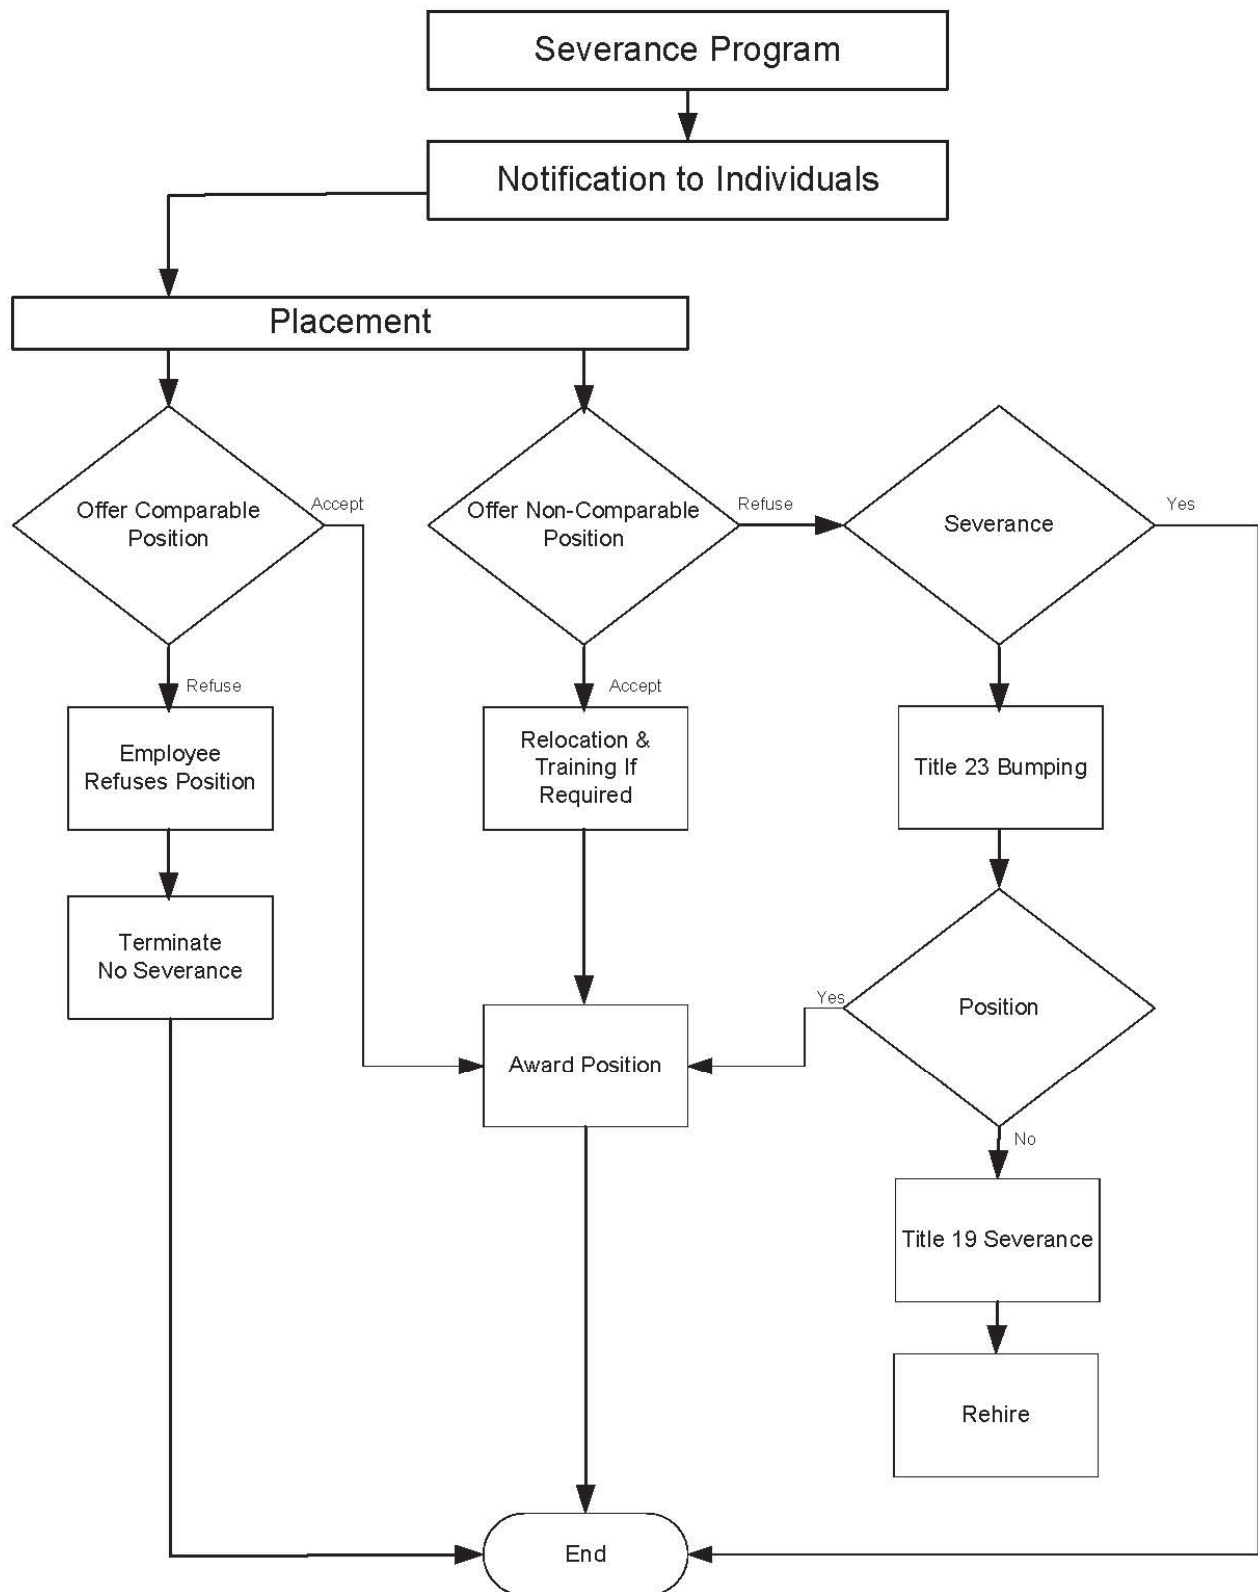 Severance Program
Notification to Individuals
Placement
Offer Comparable
Position
Accept
Offer Non-Comparable
Position
Refuse
Severance
Yes
Refuse
Accept
Employee
Refuses Position
Relocation &
Training If
Required
Title 23 Bumping
Terminate
No Severance
Yes
Position
Award Position
No
Title 19 Severance
Rehire
End